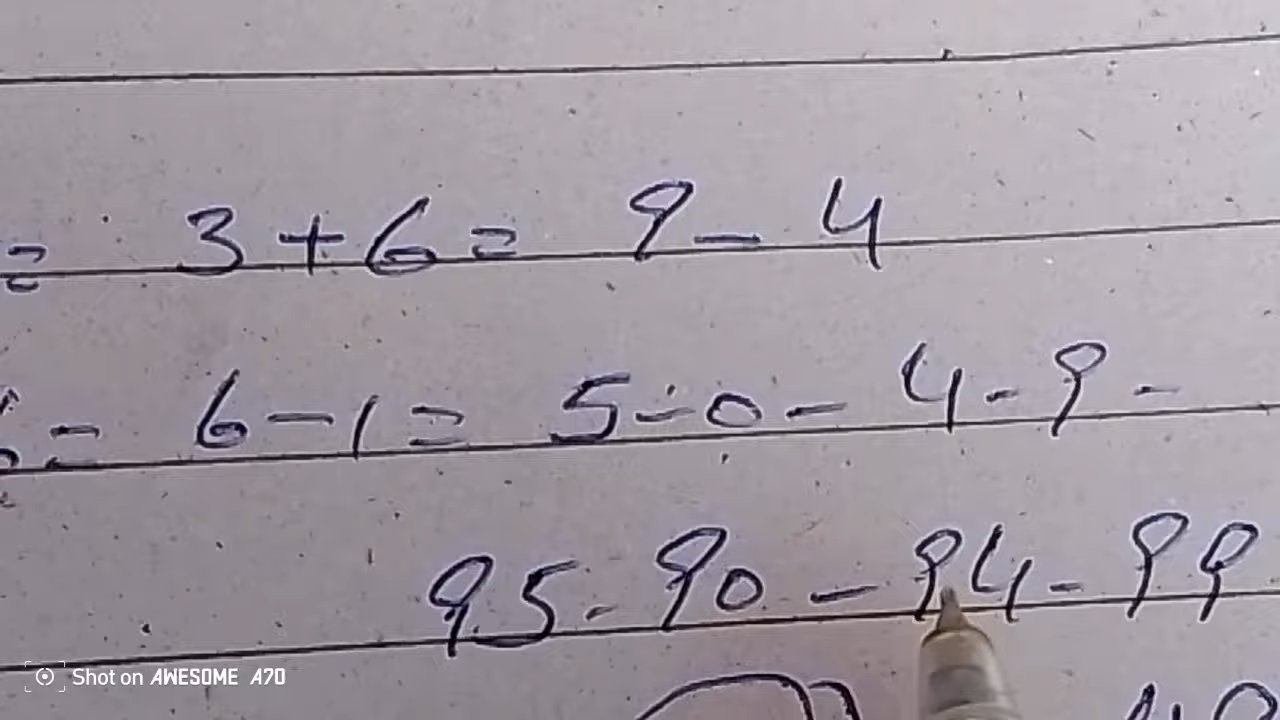 = 3+6= 9-4
= 6-1= 5-0-4-9-
95-90-94-99
Shot on AWESOME A70